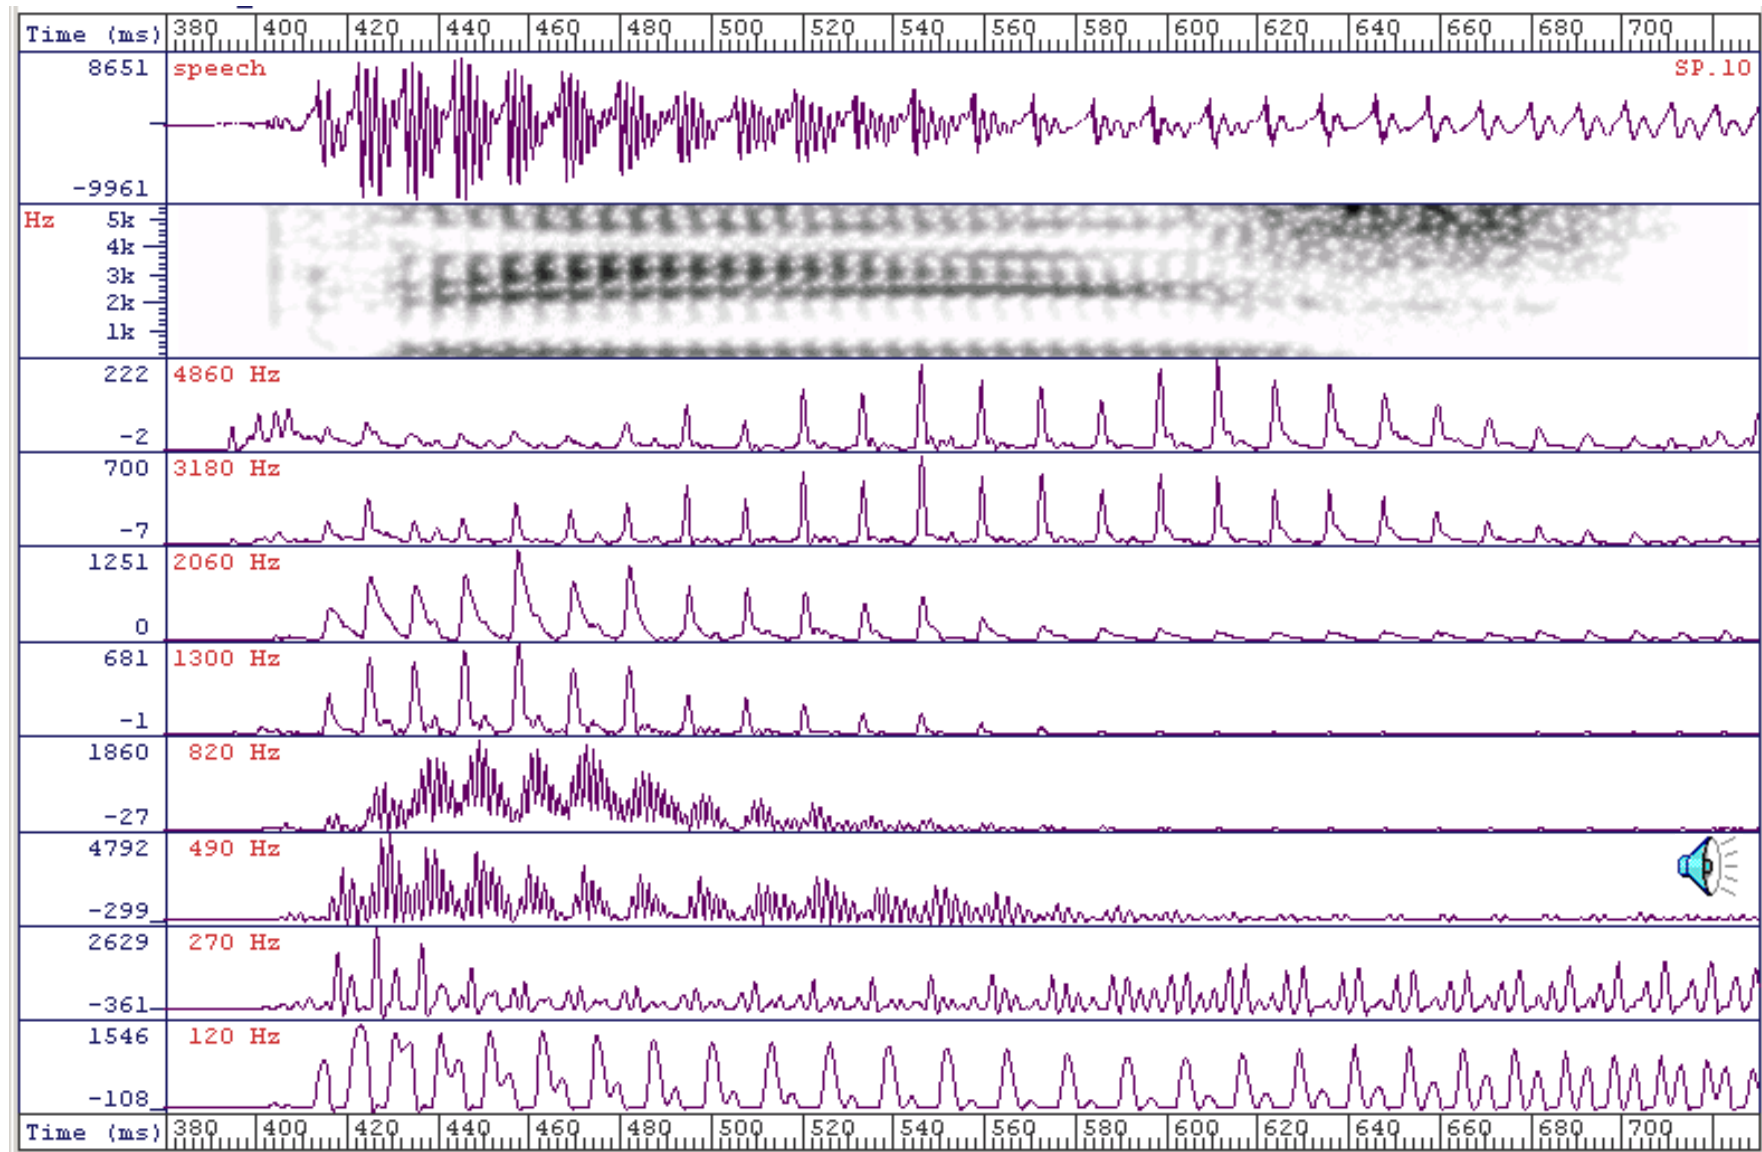 Time (ms) 380 400 420 440 460 480 500 520 540 560 580 600 620 640 660 680 700
8651 speech SP.10
-9961
Hz 5k
4k
3k
2k
1k
222 4860 Hz
-2
700 3180 Hz
-7
1251 2060 Hz
0
681 1300 Hz
-1
1860 820 Hz
-27
4792 490 Hz
-299
2629 270 Hz
-361
1546 120 Hz
-108
Time (ms) 380 400 420 440 460 480 500 520 540 560 580 600 620 640 660 680 700